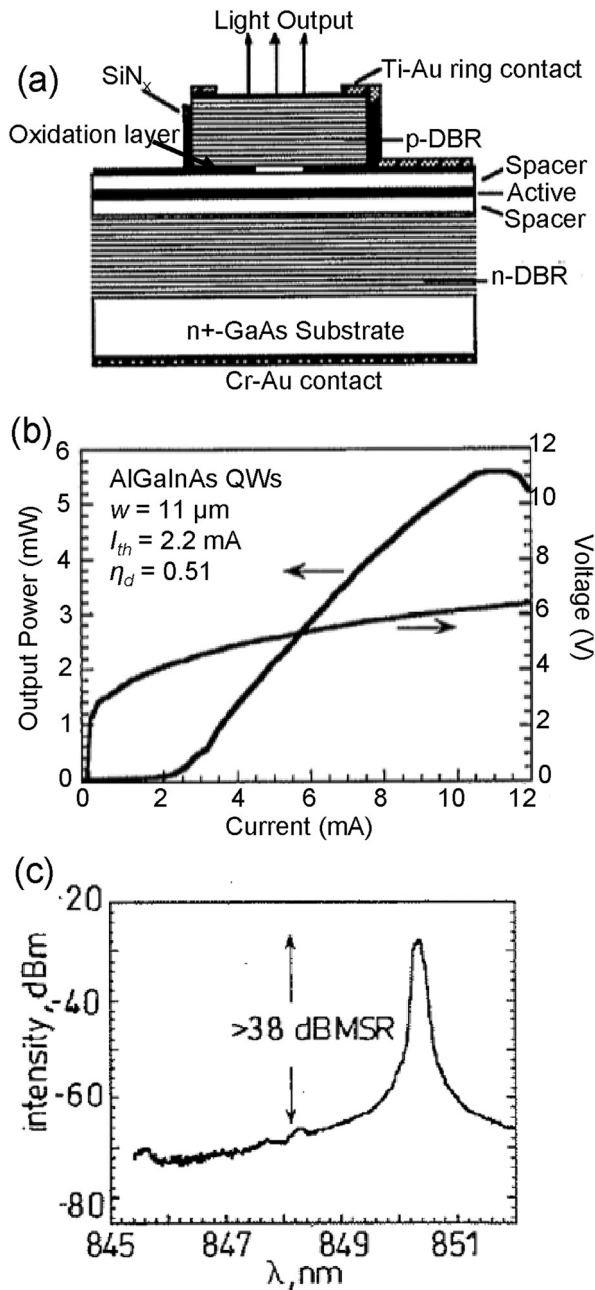 Light Output
(a)
SiNx
Ti-Au ring contact
Oxidation layer
p-DBR
Spacer
Active
Spacer
n-DBR
n+-GaAs Substrate
Cr-Au contact
(b)
6
5
4
3
2
1
0
Output Power (mW)
AlGaInAs QWs
w = 11 µm
Ith = 2.2 mA
ηd = 0.51
12
10
8
6
4
2
0
Voltage (V)
0 2 4 6 8 10 12
Current (mA)
(c)
-20
-40
-60
-80
intensity, dBm
>38 dBMSR
845 847 849 851
λ, nm